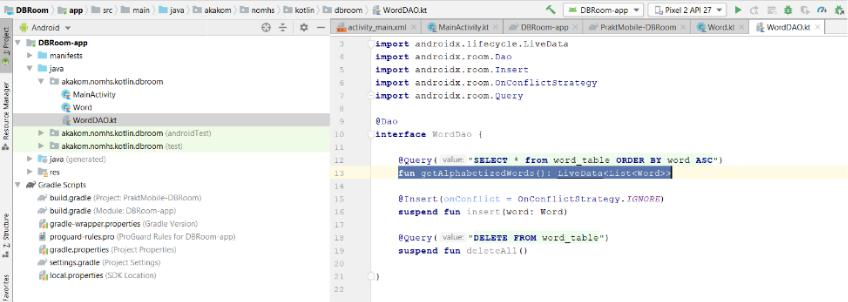 DBRoom-app
app
src
main
java
akakom
nomhs
kotlin
dbroom
WordDAO.kt
DBRoom-app
Pixel 2 API 27
Android
activity_main.xml
MainActivity.kt
DBRoom-app
PraktMobile-DBRoom
Word.kt
WordDAO.kt
1: Project
Resource Manager
Z: Structure
Favorites
DBRoom-app
manifests
java
akakom.nomhs.kotlin.dbroom
MainActivity
Word
WordDAO.kt
akakom.nomhs.kotlin.dbroom (androidTest)
akakom.nomhs.kotlin.dbroom (test)
java (generated)
res
Gradle Scripts
build.gradle (Project: PraktMobile-DBRoom)
build.gradle (Module: DBRoom-app)
gradle-wrapper.properties (Gradle Version)
proguard-rules.pro (ProGuard Rules for DBRoom-app)
gradle.properties (Project Properties)
settings.gradle (Project Settings)
local.properties (SDK Location)
3 import androidx.lifecycle.LiveData
4 import androidx.room.Dao
5 import androidx.room.Insert
6 import androidx.room.OnConflictStrategy
7 import androidx.room.Query
8
9 @Dao
10 interface WordDao {
11
12 @Query( value: "SELECT * from word_table ORDER BY word ASC")
13 fun getAlphabetizedWords(): LiveData<List<Word>>
14
15 @Insert(onConflict = OnConflictStrategy.IGNORE)
16 suspend fun insert(word: Word)
17
18 @Query( value: "DELETE FROM word_table")
19 suspend fun deleteAll()
20
21 }
22